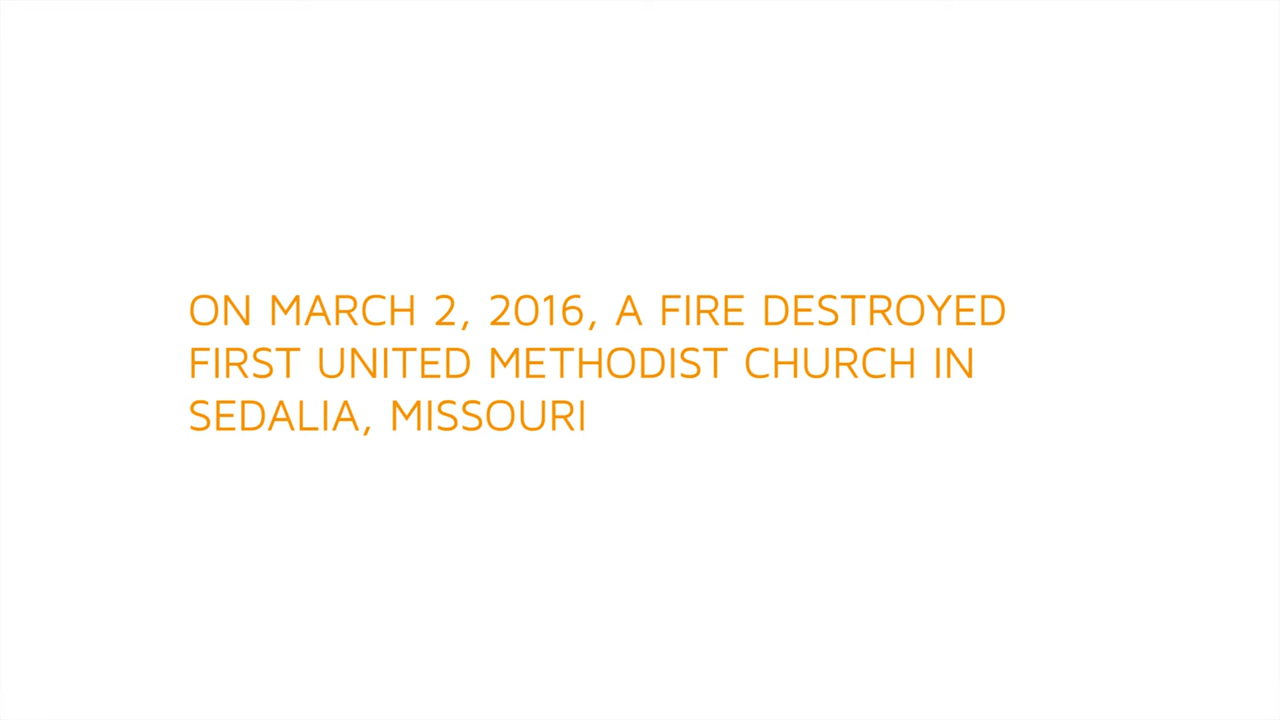 ON MARCH 2, 2016, A FIRE DESTROYED
FIRST UNITED METHODIST CHURCH IN
SEDALIA, MISSOURI